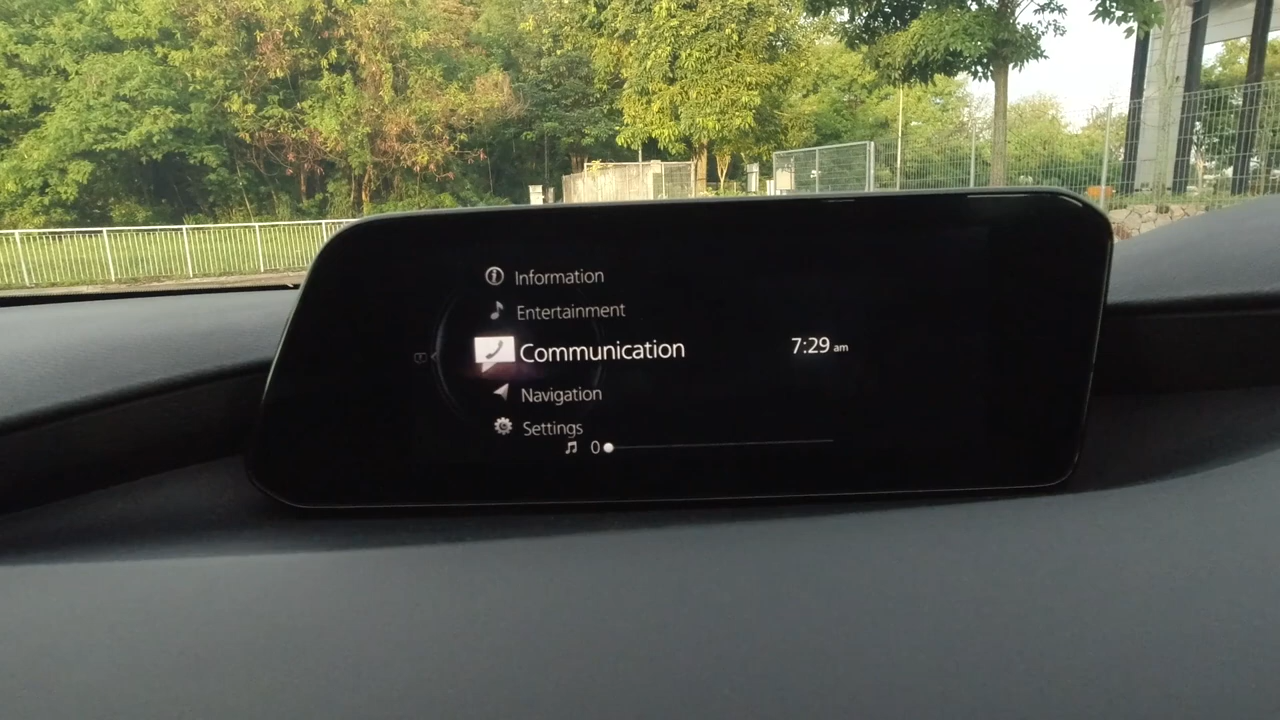 Information
Entertainment
Communication
7:29 am
Navigation
Settings
0